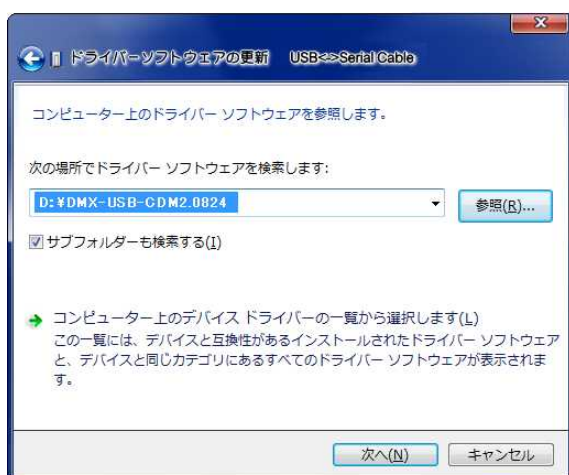 ドライバーソフトウェアの更新 USB<=>Serial Cable
コンピューター上のドライバー ソフトウェアを参照します。
次の場所でドライバー ソフトウェアを検索します:
D:¥DMX-USB-CDM2.0824
参照(R)...
サブフォルダーも検索する(I)
コンピューター上のデバイス ドライバーの一覧から選択します(L)
この一覧には、デバイスと互換性があるインストールされたドライバー ソフトウェア
と、デバイスと同じカテゴリにあるすべてのドライバー ソフトウェアが表示されま
す。
次へ(N)
キャンセル